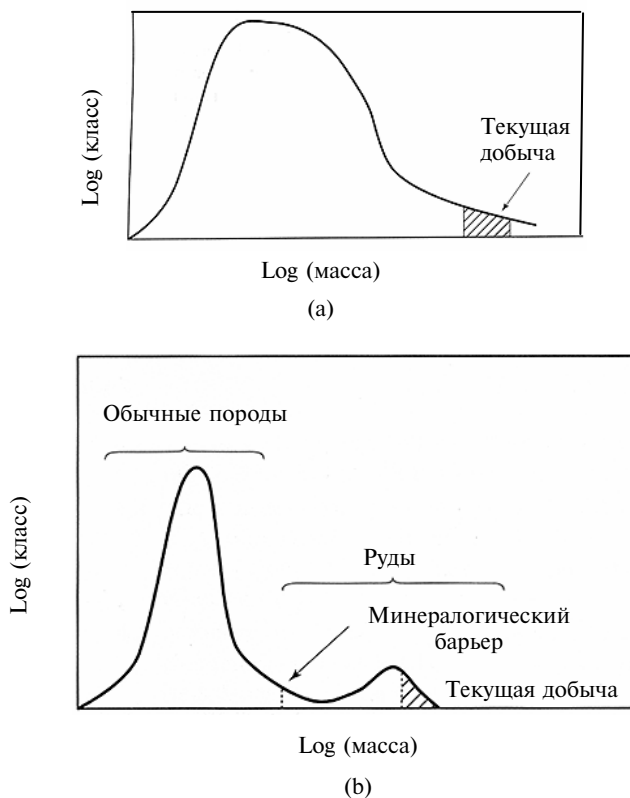 Log (класс)
Текущая
добыча
Log (масса)
(a)
Обычные породы
Log (класс)
Руды
Минералогический
барьер
Текущая добыча
Log (масса)
(b)